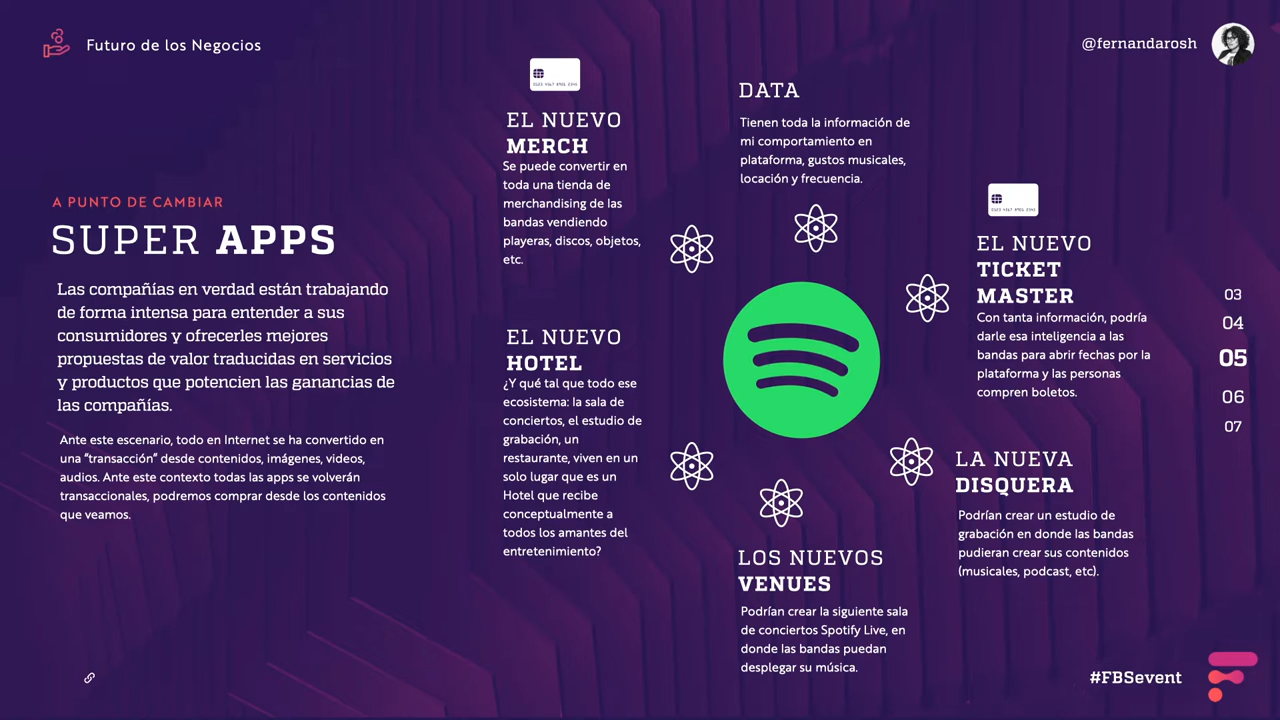 Futuro de los Negocios
@fernandarosh
A PUNTO DE CAMBIAR
SUPER APPS
Las compañías en verdad están trabajando
de forma intensa para entender a sus
consumidores y ofrecerles mejores
propuestas de valor traducidas en servicios
y productos que potencien las ganancias de
las compañías.
Ante este escenario, todo en Internet se ha convertido en
una “transacción” desde contenidos, imágenes, videos,
audios. Ante este contexto todas las apps se volverán
transaccionales, podremos comprar desde los contenidos
que veamos.
EL NUEVO
MERCH
Se puede convertir en
toda una tienda de
merchandising de las
bandas vendiendo
playeras, discos, objetos,
etc.
EL NUEVO
HOTEL
¿Y qué tal que todo ese
ecosistema: la sala de
conciertos, el estudio de
grabación, un
restaurante, viven en un
solo lugar que es un
Hotel que recibe
conceptualmente a
todos los amantes del
entretenimiento?
DATA
Tienen toda la información de
mi comportamiento en
plataforma, gustos musicales,
locación y frecuencia.
LOS NUEVOS
VENUES
Podrían crear la siguiente sala
de conciertos Spotify Live, en
donde las bandas puedan
desplegar su música.
EL NUEVO
TICKET
MASTER
Con tanta información, podría
darle esa inteligencia a las
bandas para abrir fechas por la
plataforma y las personas
compren boletos.
LA NUEVA
DISQUERA
Podrían crear un estudio de
grabación en donde las bandas
pudieran crear sus contenidos
(musicales, podcast, etc).
03
04
05
06
07
#FBSevent